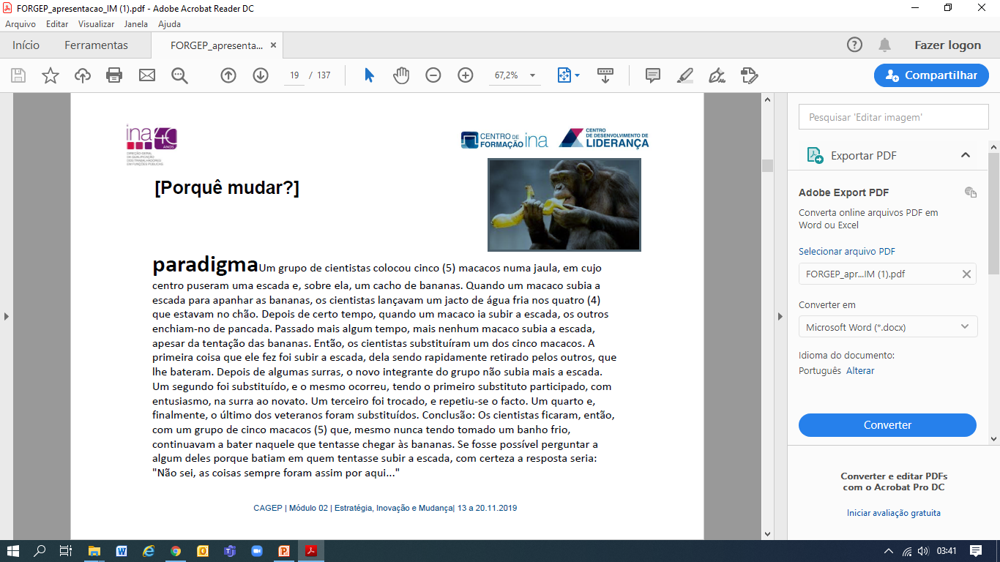 FORGEP_apresentacao_IM (1).pdf - Adobe Acrobat Reader DC
Arquivo Editar Visualizar Janela Ajuda
Início Ferramentas FORGEP_apresenta... × Fazer logon
19 / 137 67,2% Compartilhar
ina 40 ANOS
DIREÇÃO-GERAL
DA QUALIFICAÇÃO
DOS TRABALHADORES
EM FUNÇÕES PÚBLICAS
CENTRO DE
FORMAÇÃO ina
CENTRO
DE DESENVOLVIMENTO DE
LIDERANÇA
[Porquê mudar?]
paradigmaUm grupo de cientistas colocou cinco (5) macacos numa jaula, em cujo
centro puseram uma escada e, sobre ela, um cacho de bananas. Quando um macaco subia a
escada para apanhar as bananas, os cientistas lançavam um jacto de água fria nos quatro (4)
que estavam no chão. Depois de certo tempo, quando um macaco ia subir a escada, os outros
enchiam-no de pancada. Passado mais algum tempo, mais nenhum macaco subia a escada,
apesar da tentação das bananas. Então, os cientistas substituíram um dos cinco macacos. A
primeira coisa que ele fez foi subir a escada, dela sendo rapidamente retirado pelos outros, que
lhe bateram. Depois de algumas surras, o novo integrante do grupo não subia mais a escada.
Um segundo foi substituído, e o mesmo ocorreu, tendo o primeiro substituto participado, com
entusiasmo, na surra ao novato. Um terceiro foi trocado, e repetiu-se o facto. Um quarto e,
finalmente, o último dos veteranos foram substituídos. Conclusão: Os cientistas ficaram, então,
com um grupo de cinco macacos (5) que, mesmo nunca tendo tomado um banho frio,
continuavam a bater naquele que tentasse chegar às bananas. Se fosse possível perguntar a
algum deles porque batiam em quem tentasse subir a escada, com certeza a resposta seria:
"Não sei, as coisas sempre foram assim por aqui..."
CAGEP | Módulo 02 | Estratégia, Inovação e Mudança| 13 a 20.11.2019
Pesquisar 'Editar imagem'
Exportar PDF
Adobe Export PDF
Converta online arquivos PDF em
Word ou Excel
Selecionar arquivo PDF
FORGEP_apr...IM (1).pdf
Converter em
Microsoft Word (*.docx)
Idioma do documento:
Português Alterar
Converter
Converter e editar PDFs
com o Acrobat Pro DC
Iniciar avaliação gratuita
03:41